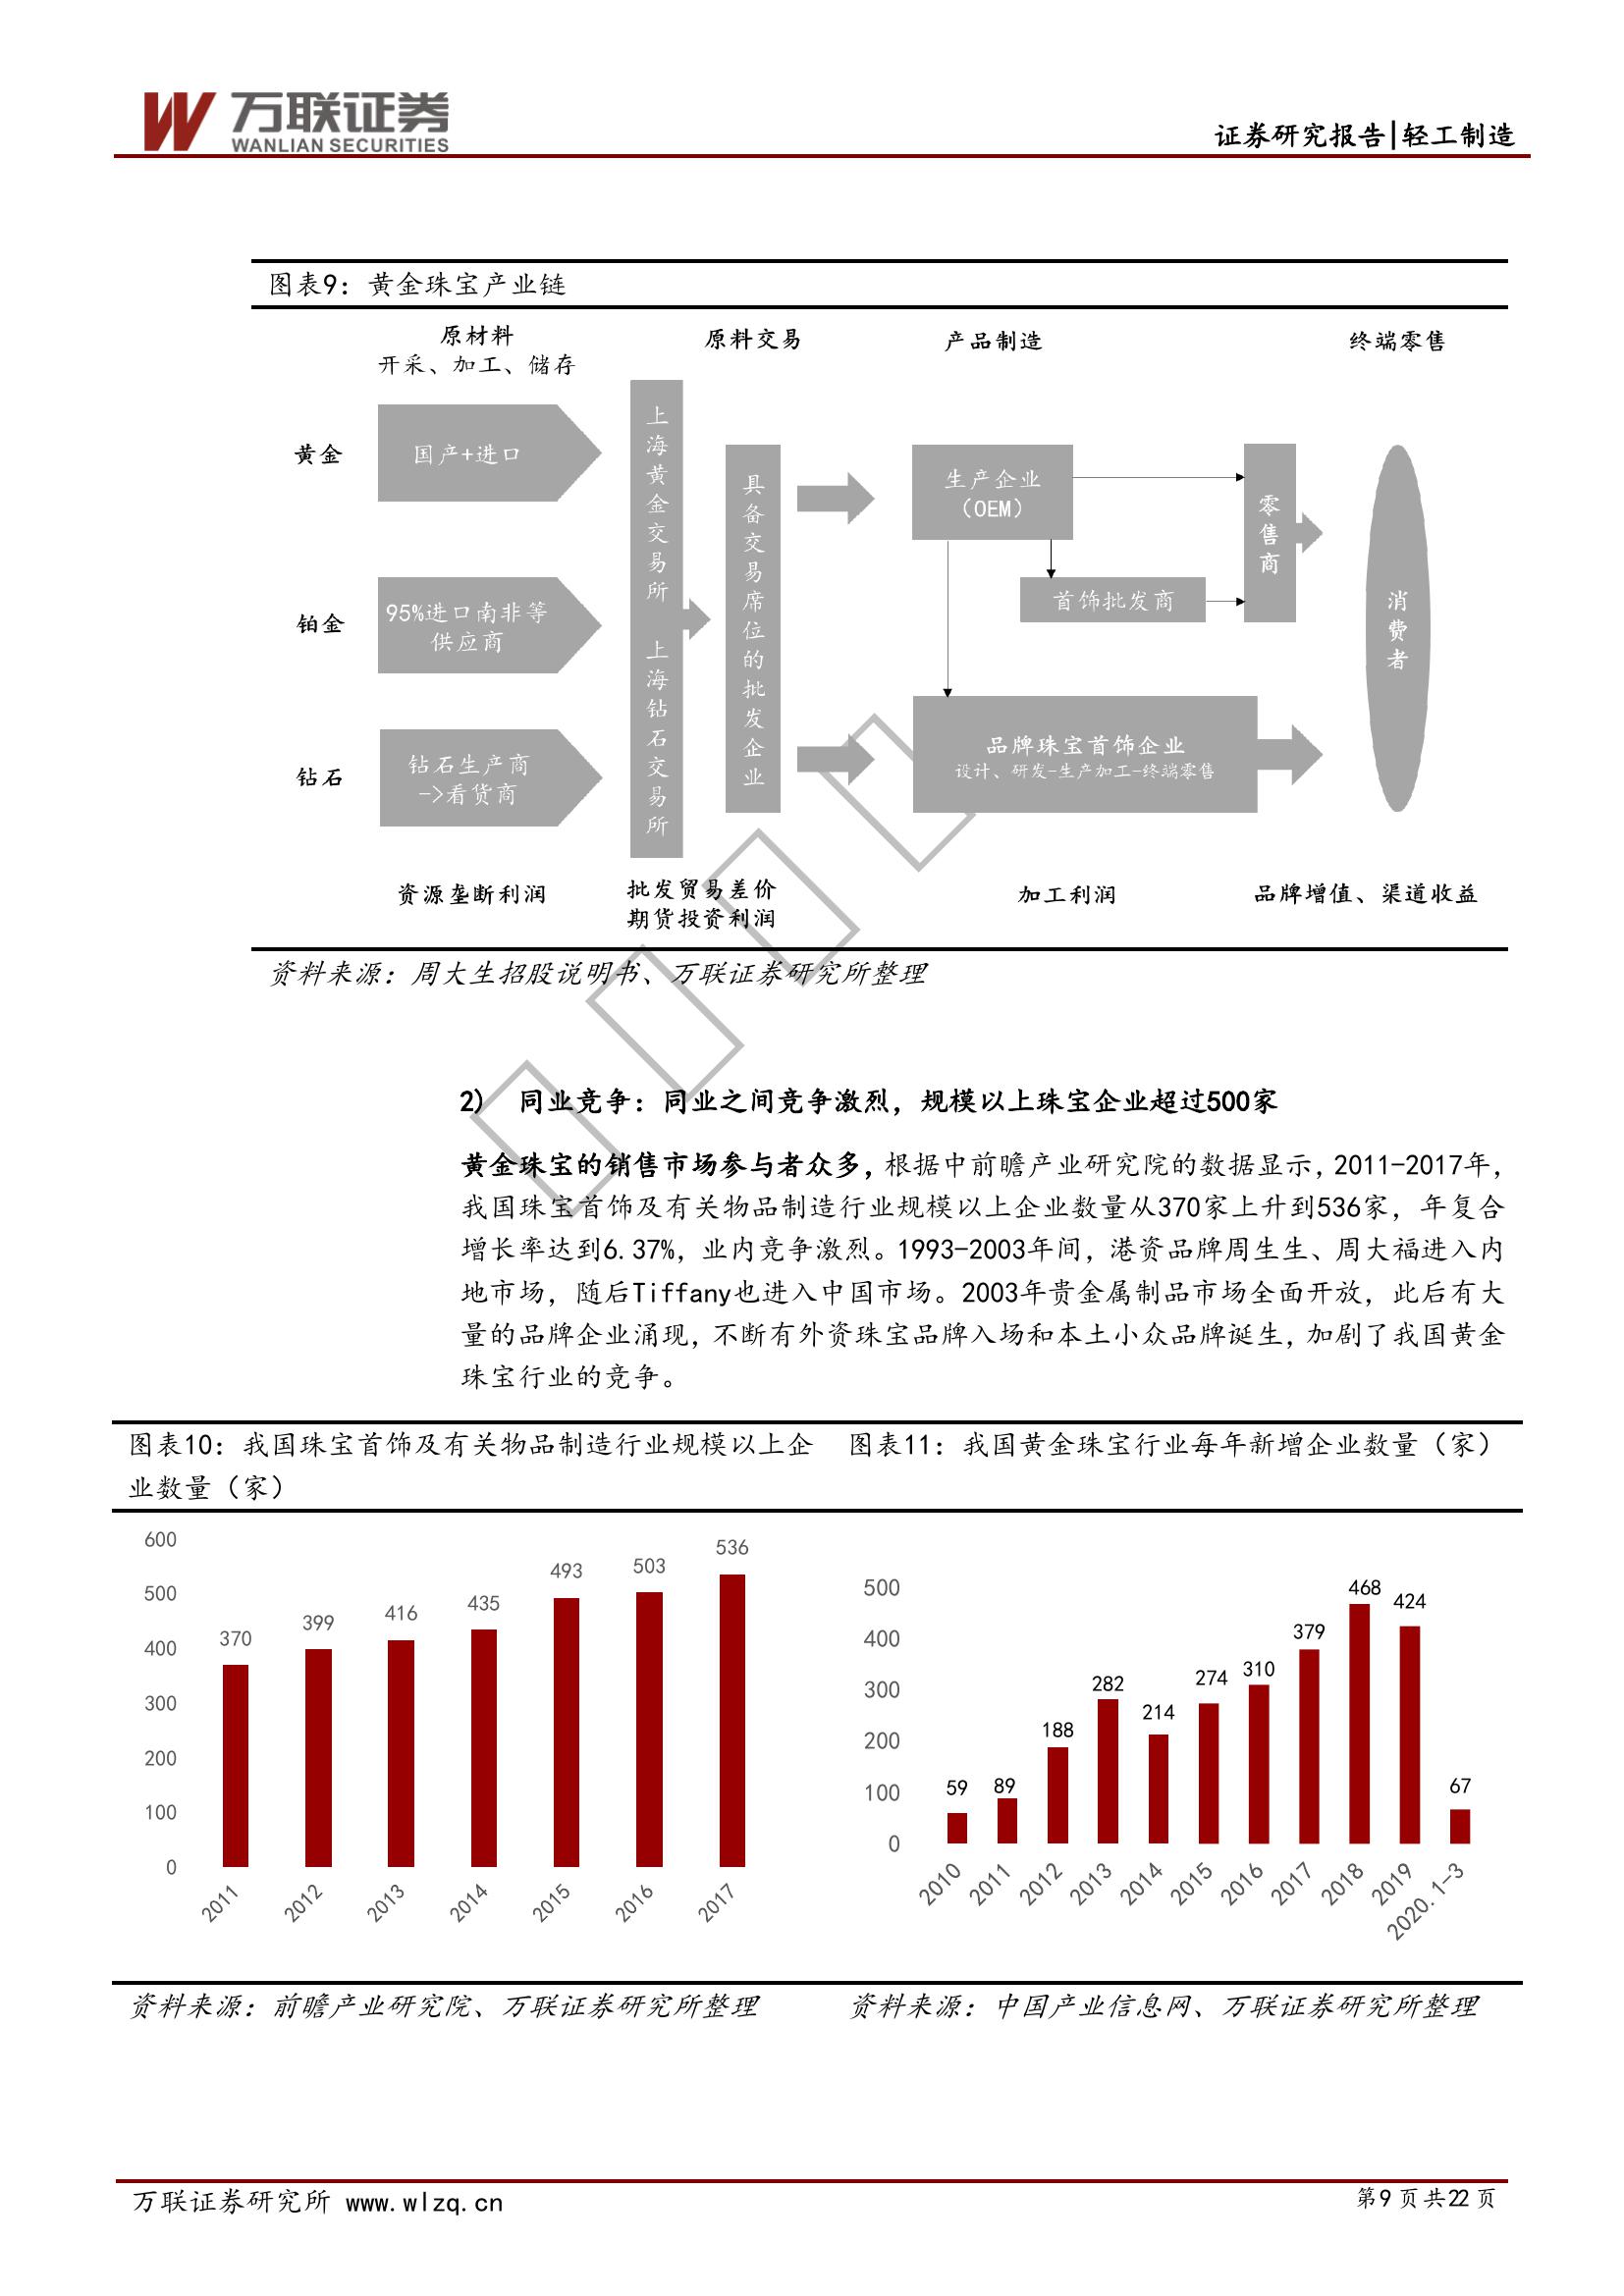 万联证券
WANLIAN SECURITIES
证券研究报告|轻工制造
图表9：黄金珠宝产业链
原材料
开采、加工、储存
原料交易
产品制造
终端零售
黄金
国产+进口
铂金
95%进口南非等
供应商
钻石
钻石生产商
->看货商
上海黄金交易所 上海钻石交易所
具备交易席位的批发企业
生产企业
（OEM）
首饰批发商
零售商
品牌珠宝首饰企业
设计、研发-生产加工-终端零售
消费者
资源垄断利润
批发贸易差价
期货投资利润
加工利润
品牌增值、渠道收益
资料来源：周大生招股说明书、万联证券研究所整理
2) 同业竞争：同业之间竞争激烈，规模以上珠宝企业超过500家
黄金珠宝的销售市场参与者众多，根据中前瞻产业研究院的数据显示，2011-2017年，
我国珠宝首饰及有关物品制造行业规模以上企业数量从370家上升到536家，年复合
增长率达到6.37%，业内竞争激烈。1993-2003年间，港资品牌周生生、周大福进入内
地市场，随后Tiffany也进入中国市场。2003年贵金属制品市场全面开放，此后有大
量的品牌企业涌现，不断有外资珠宝品牌入场和本土小众品牌诞生，加剧了我国黄金
珠宝行业的竞争。
图表10：我国珠宝首饰及有关物品制造行业规模以上企
业数量（家）
600
500
400
300
200
100
0
370
399
416
435
493
503
536
2011
2012
2013
2014
2015
2016
2017
资料来源：前瞻产业研究院、万联证券研究所整理
图表11：我国黄金珠宝行业每年新增企业数量（家）
500
400
300
200
100
0
59
89
188
282
214
274
310
379
468
424
67
2010
2011
2012
2013
2014
2015
2016
2017
2018
2019
2020.1-3
资料来源：中国产业信息网、万联证券研究所整理
万联证券研究所 www.wlzq.cn
第9页共22页